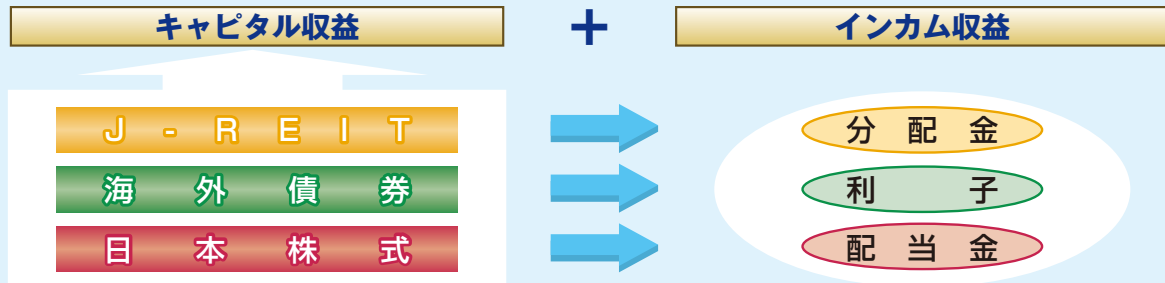 キャピタル収益 + インカム収益
J-REIT 分配金
海外債券 利子
日本株式 配当金